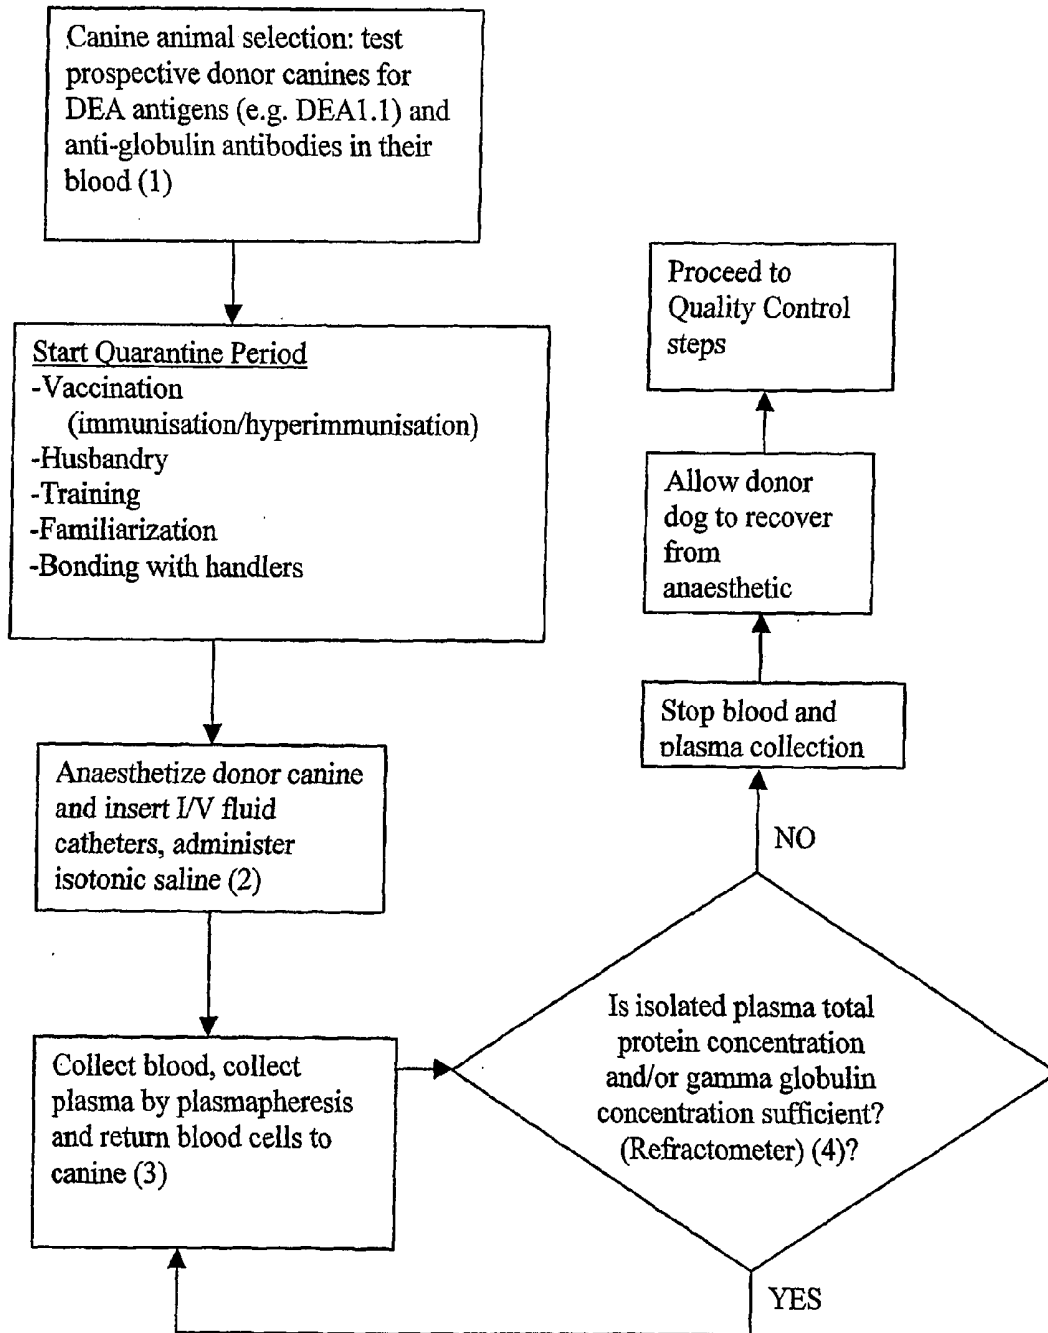 Canine animal selection: test
prospective donor canines for
DEA antigens (e.g. DEA1.1) and
anti-globulin antibodies in their
blood (1)
Start Quarantine Period
-Vaccination
(immunisation/hyperimmunisation)
-Husbandry
-Training
-Familiarization
-Bonding with handlers
Anaesthetize donor canine
and insert I/V fluid
catheters, administer
isotonic saline (2)
Collect blood, collect
plasma by plasmapheresis
and return blood cells to
canine (3)
Is isolated plasma total
protein concentration
and/or gamma globulin
concentration sufficient?
(Refractometer) (4)?
YES
NO
Stop blood and
plasma collection
Allow donor
dog to recover
from
anaesthetic
Proceed to
Quality Control
steps